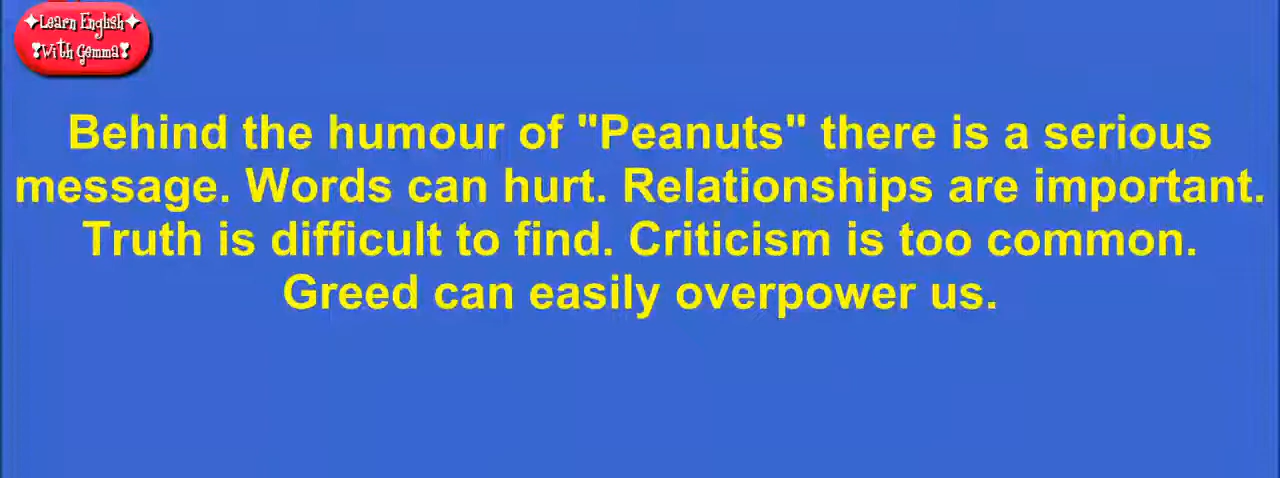 ✦Learn English✦
❣With Gemma❣
Behind the humour of "Peanuts" there is a serious
message. Words can hurt. Relationships are important.
Truth is difficult to find. Criticism is too common.
Greed can easily overpower us.